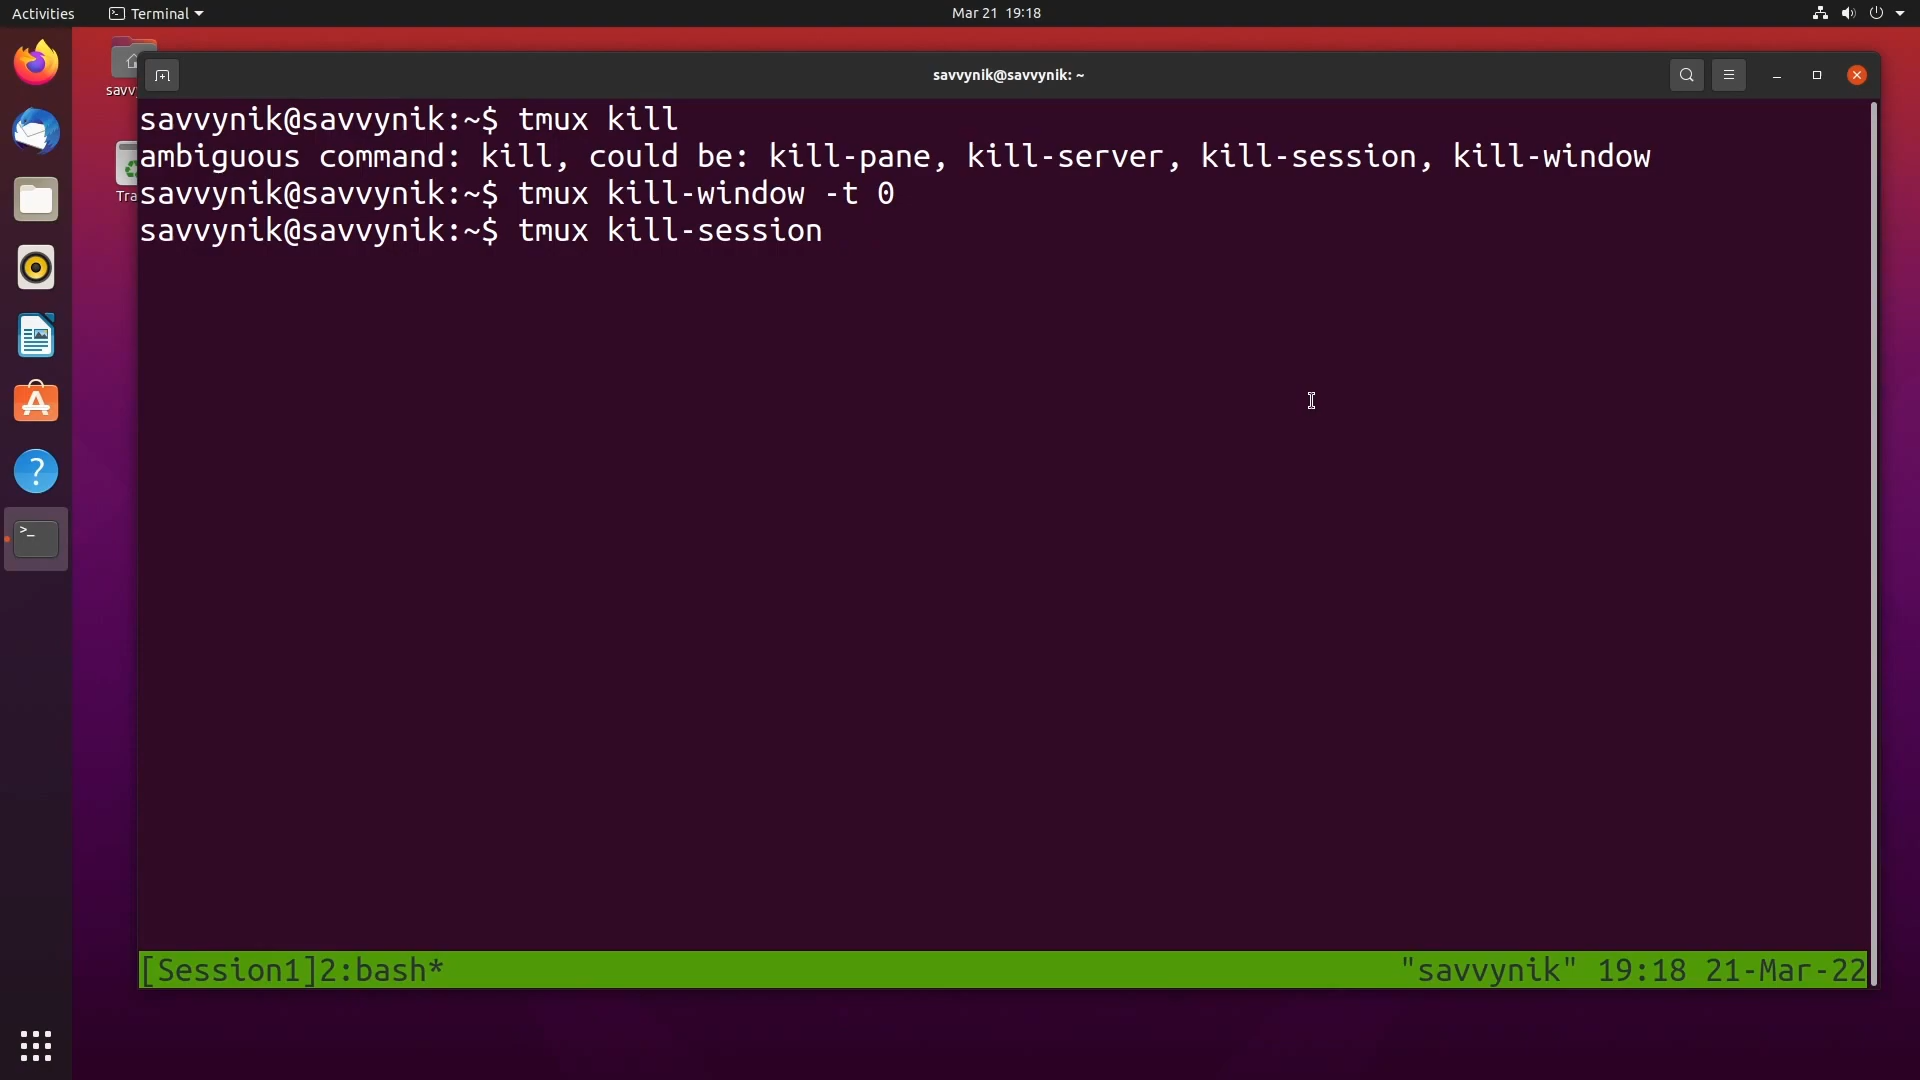 Activities
Terminal
Mar 21 19:18
savvynik@savvynik: ~
savvy
Tra
savvynik@savvynik:~$ tmux kill
ambiguous command: kill, could be: kill-pane, kill-server, kill-session, kill-window
savvynik@savvynik:~$ tmux kill-window -t 0
savvynik@savvynik:~$ tmux kill-session
[Session1]2:bash*
"savvynik" 19:18 21-Mar-22